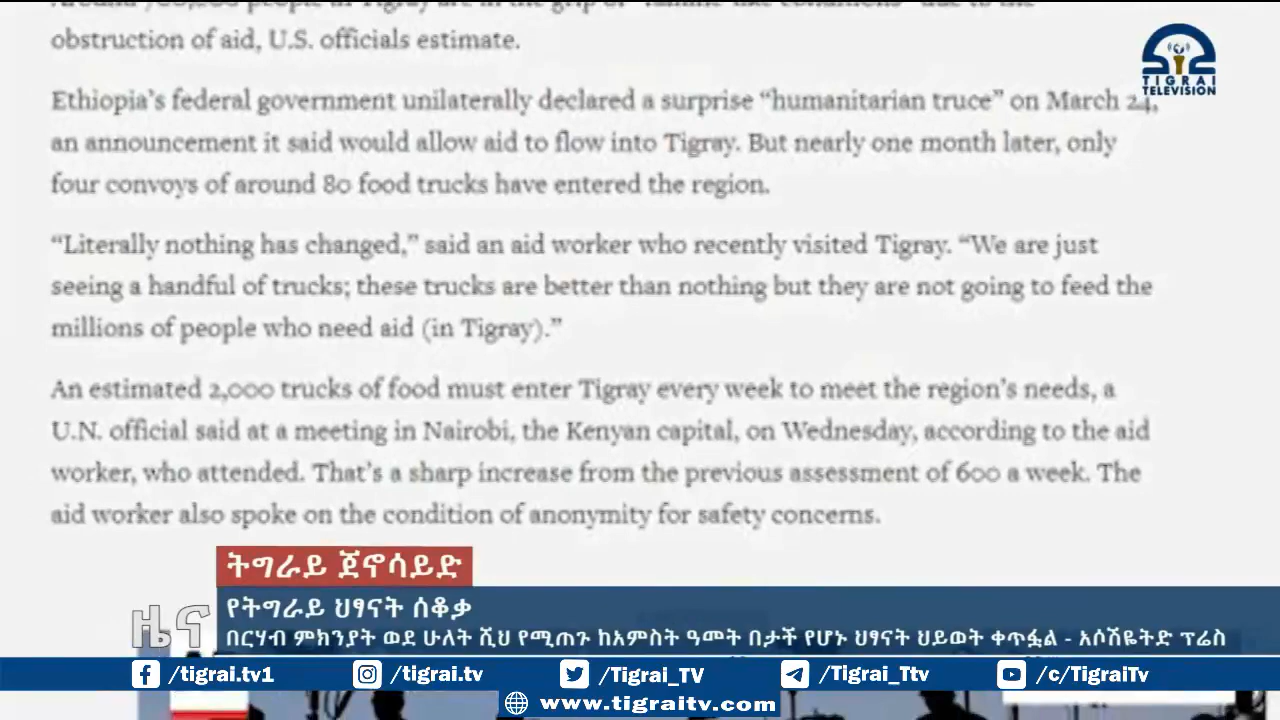 obstruction of aid, U.S. officials estimate.
TIGRAI
TELEVISION
Ethiopia's federal government unilaterally declared a surprise “humanitarian truce” on March 24,
an announcement it said would allow aid to flow into Tigray. But nearly one month later, only
four convoys of around 80 food trucks have entered the region.
“Literally nothing has changed,” said an aid worker who recently visited Tigray. “We are just
seeing a handful of trucks; these trucks are better than nothing but they are not going to feed the
millions of people who need aid (in Tigray).”
An estimated 2,000 trucks of food must enter Tigray every week to meet the region's needs, a
U.N. official said at a meeting in Nairobi, the Kenyan capital, on Wednesday, according to the aid
worker, who attended. That's a sharp increase from the previous assessment of 600 a week. The
aid worker also spoke on the condition of anonymity for safety concerns.
ትግራይ ጀኖሳይድ
ዜና
የትግራይ ህፃናት ሰቆቃ
በርሃብ ምክንያት ወደ ሁለት ሺህ የሚጠጉ ከአምስት ዓመት በታች የሆኑ ህፃናት ህይወት ቀጥፏል - አሶሽዬትድ ፕሬስ
/tigrai.tv1 /tigrai.tv /Tigrai_TV /Tigrai_Ttv /c/TigraiTv
www.tigraitv.com